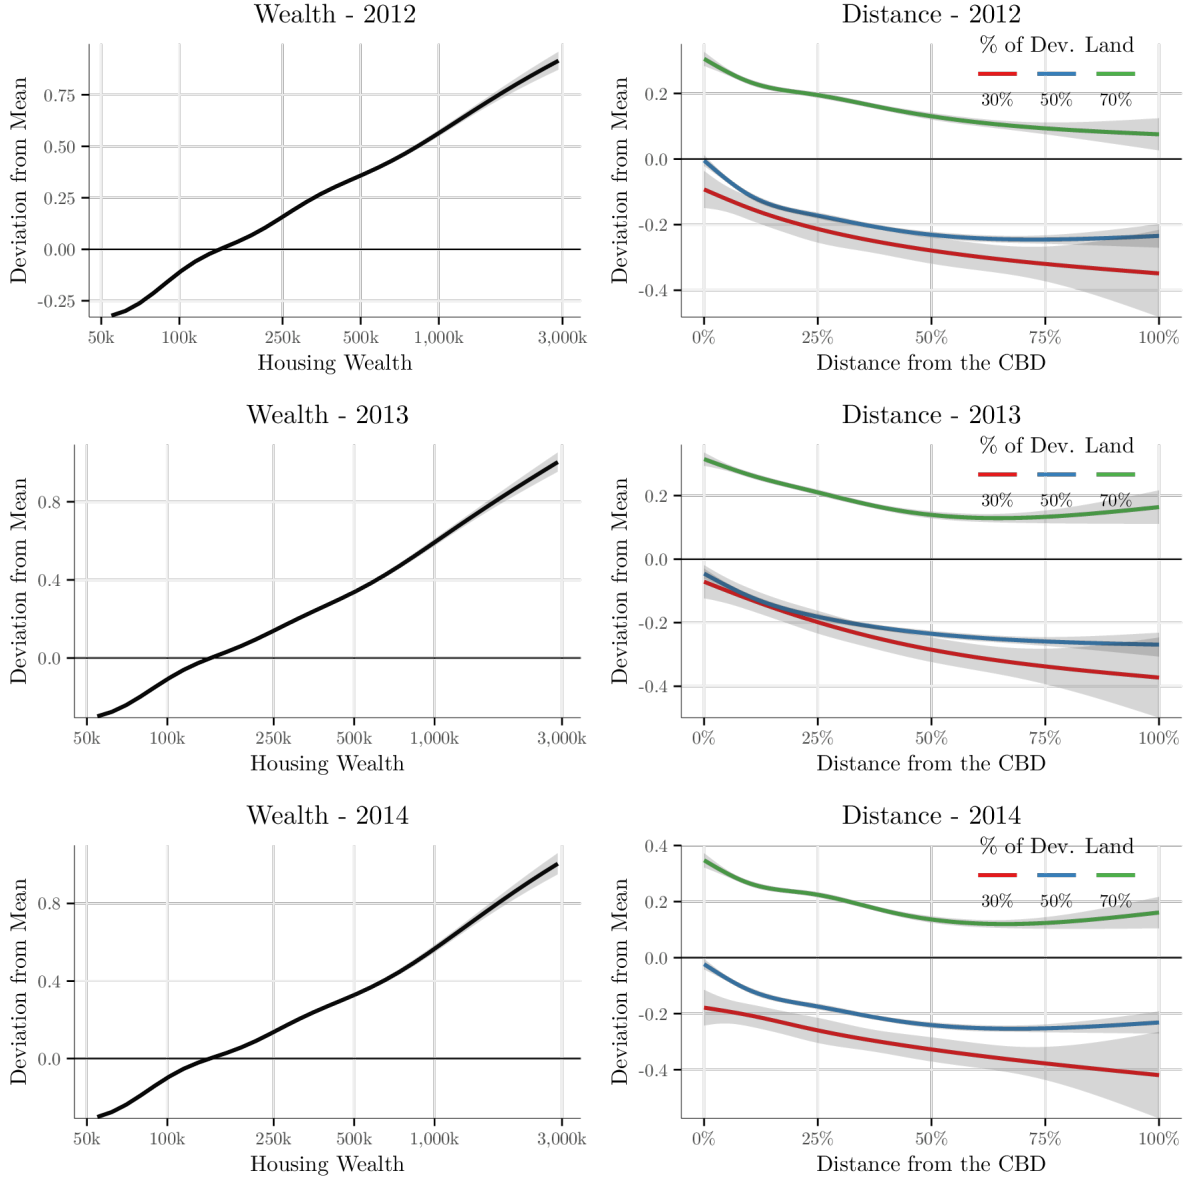 Wealth - 2012
Deviation from Mean
0.75
0.50
0.25
0.00
-0.25
50k 100k 250k 500k 1,000k 3,000k
Housing Wealth
Distance - 2012
% of Dev. Land
30% 50% 70%
Deviation from Mean
0.2
0.0
-0.2
-0.4
0% 25% 50% 75% 100%
Distance from the CBD
Wealth - 2013
Deviation from Mean
0.8
0.4
0.0
50k 100k 250k 500k 1,000k 3,000k
Housing Wealth
Distance - 2013
% of Dev. Land
30% 50% 70%
Deviation from Mean
0.2
0.0
-0.2
-0.4
0% 25% 50% 75% 100%
Distance from the CBD
Wealth - 2014
Deviation from Mean
0.8
0.4
0.0
50k 100k 250k 500k 1,000k 3,000k
Housing Wealth
Distance - 2014
% of Dev. Land
30% 50% 70%
Deviation from Mean
0.4
0.2
0.0
-0.2
-0.4
0% 25% 50% 75% 100%
Distance from the CBD